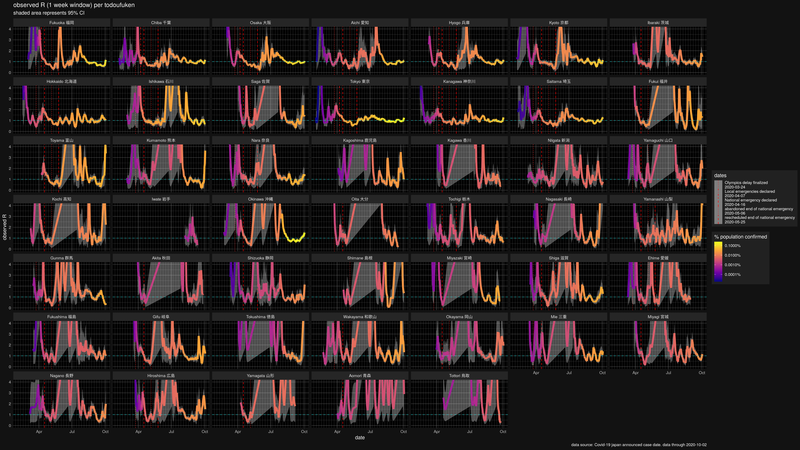 observed R (1 week window) per todoufuken
shaded area represents 95% CI
Fukuoka 福岡
Chiba 千葉
Osaka 大阪
Aichi 愛知
Hyogo 兵庫
Kyoto 京都
Ibaraki 茨城
Hokkaido 北海道
Ishikawa 石川
Saga 佐賀
Tokyo 東京
Kanagawa 神奈川
Saitama 埼玉
Fukui 福井
Toyama 富山
Kumamoto 熊本
Nara 奈良
Kagoshima 鹿児島
Kagawa 香川
Niigata 新潟
Yamaguchi 山口
Kochi 高知
Iwate 岩手
Okinawa 沖縄
Oita 大分
Tochigi 栃木
Nagasaki 長崎
Yamanashi 山梨
Gunma 群馬
Akita 秋田
Shizuoka 静岡
Shimane 島根
Miyazaki 宮崎
Shiga 滋賀
Ehime 愛媛
Fukushima 福島
Gifu 岐阜
Tokushima 徳島
Wakayama 和歌山
Okayama 岡山
Mie 三重
Miyagi 宮城
Nagano 長野
Hiroshima 広島
Yamagata 山形
Aomori 青森
Tottori 鳥取
observed R
Apr Jul Oct
date
dates
Olympics delay finalized
2020-03-24
Local emergencies declared
2020-04-07
National emergency declared
2020-04-16
abandoned end of national emergency
2020-05-06
rescheduled end of national emergency
2020-05-25
% population confirmed
0.1000%
0.0100%
0.0010%
0.0001%
data source: Covid-19 japan announced case date. data through 2020-10-02